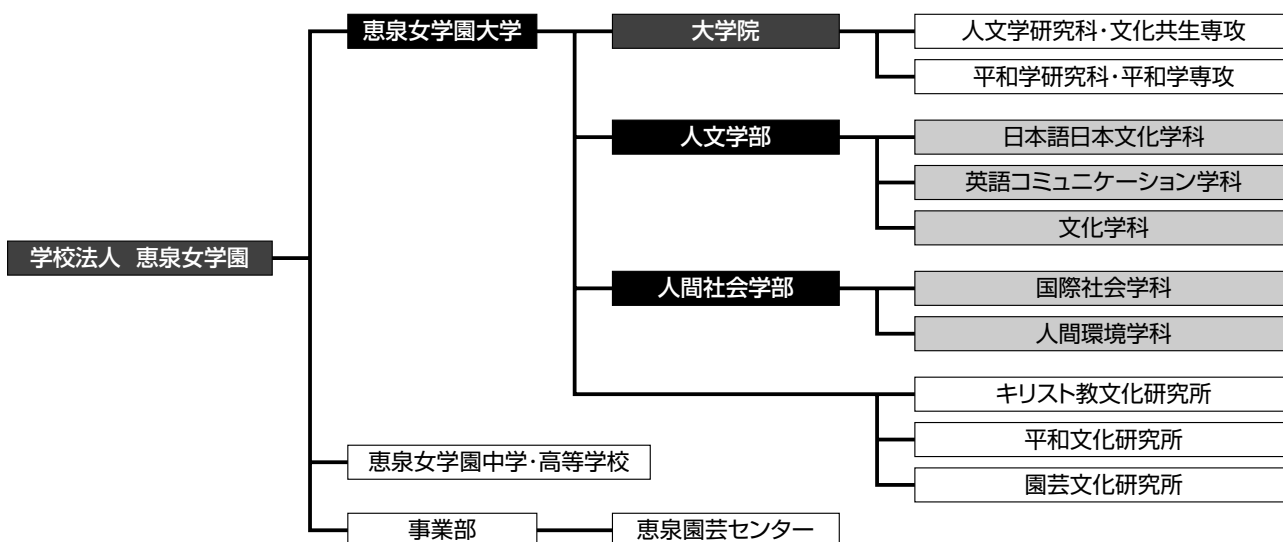 恵泉女学園大学
大学院
人文学研究科・文化共生専攻
平和学研究科・平和学専攻
人文学部
日本語日本文化学科
英語コミュニケーション学科
文化学科
学校法人 恵泉女学園
人間社会学部
国際社会学科
人間環境学科
キリスト教文化研究所
平和文化研究所
園芸文化研究所
恵泉女学園中学・高等学校
事業部
恵泉園芸センター